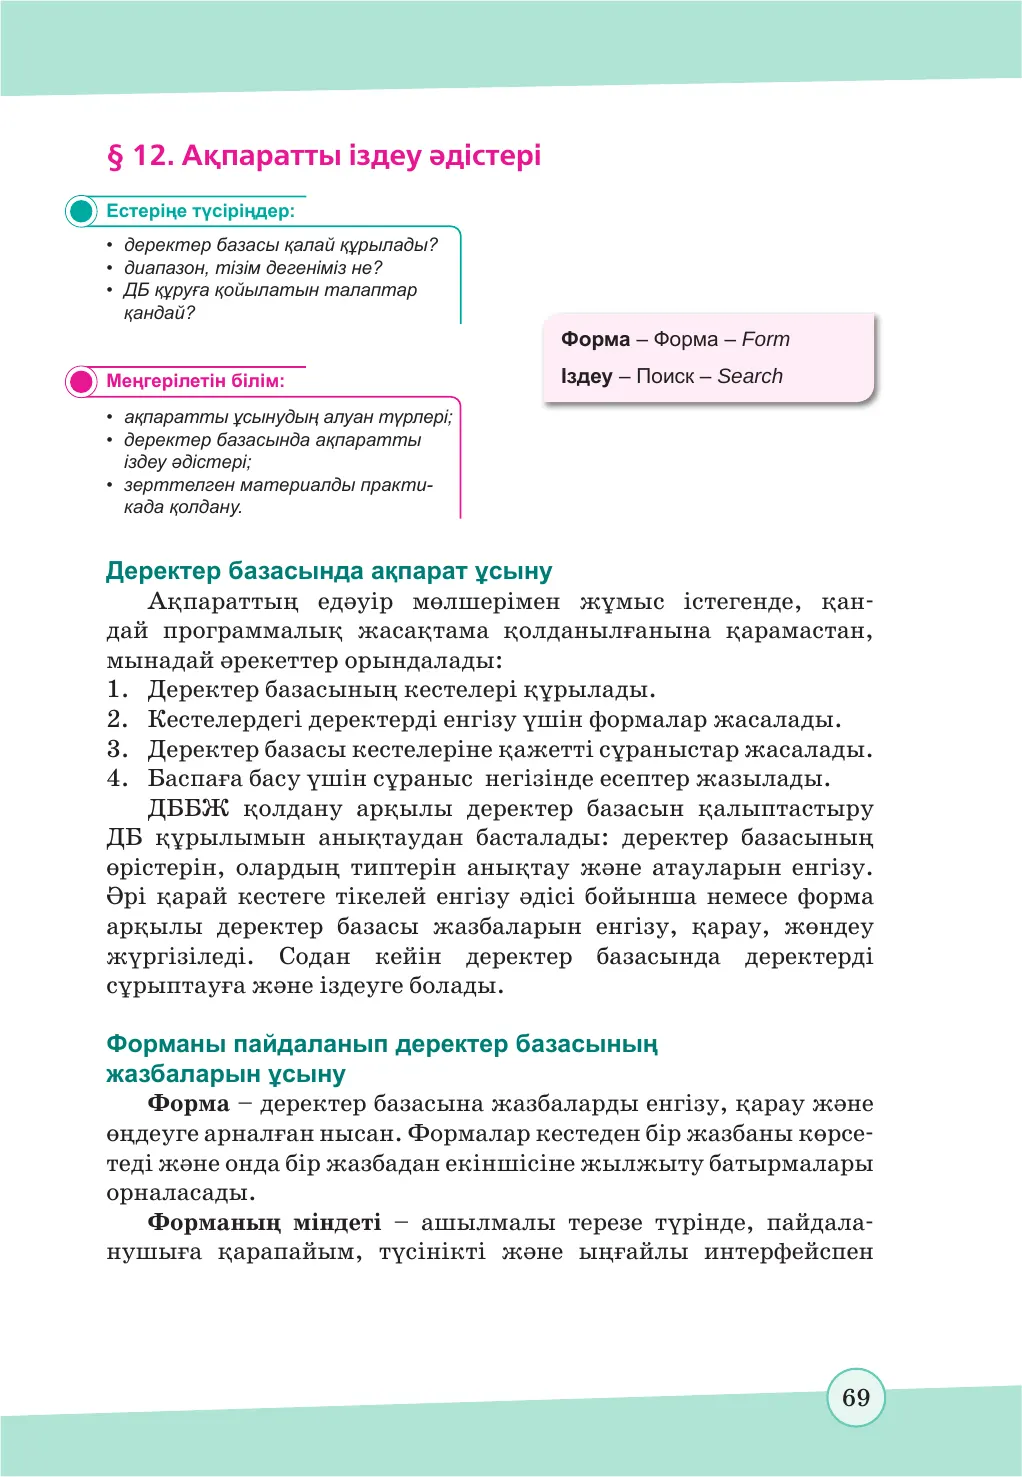 § 12. Ақпаратты іздеу әдістері
Естеріңе түсіріңдер:
• деректер базасы қалай құрылады?
• диапазон, тізім дегеніміз не?
• ДБ құруға қойылатын талаптар
қандай?
Форма – Форма – Form
Іздеу – Поиск – Search
Меңгерілетін білім:
• ақпаратты ұсынудың алуан түрлері;
• деректер базасында ақпаратты
іздеу әдістері;
• зерттелген материалды практи-
када қолдану.
Деректер базасында ақпарат ұсыну
Ақпараттың едәуір мөлшерімен жұмыс істегенде, қан-
дай программалық жасақтама қолданылғанына қарамастан,
мынадай әрекеттер орындалады:
1. Деректер базасының кестелері құрылады.
2. Кестелердегі деректерді енгізу үшін формалар жасалады.
3. Деректер базасы кестелеріне қажетті сұраныстар жасалады.
4. Баспаға басу үшін сұраныс негізінде есептер жазылады.
ДББЖ қолдану арқылы деректер базасын қалыптастыру
ДБ құрылымын анықтаудан басталады: деректер базасының
өрістерін, олардың типтерін анықтау және атауларын енгізу.
Әрі қарай кестеге тікелей енгізу әдісі бойынша немесе форма
арқылы деректер базасы жазбаларын енгізу, қарау, жөндеу
жүргізіледі. Содан кейін деректер базасында деректерді
сұрыптауға және іздеуге болады.
Форманы пайдаланып деректер базасының
жазбаларын ұсыну
Форма – деректер базасына жазбаларды енгізу, қарау және
өңдеуге арналған нысан. Формалар кестеден бір жазбаны көрсе-
теді және онда бір жазбадан екіншісіне жылжыту батырмалары
орналасады.
Форманың міндеті – ашылмалы терезе түрінде, пайдала-
нушыға қарапайым, түсінікті және ыңғайлы интерфейспен
69